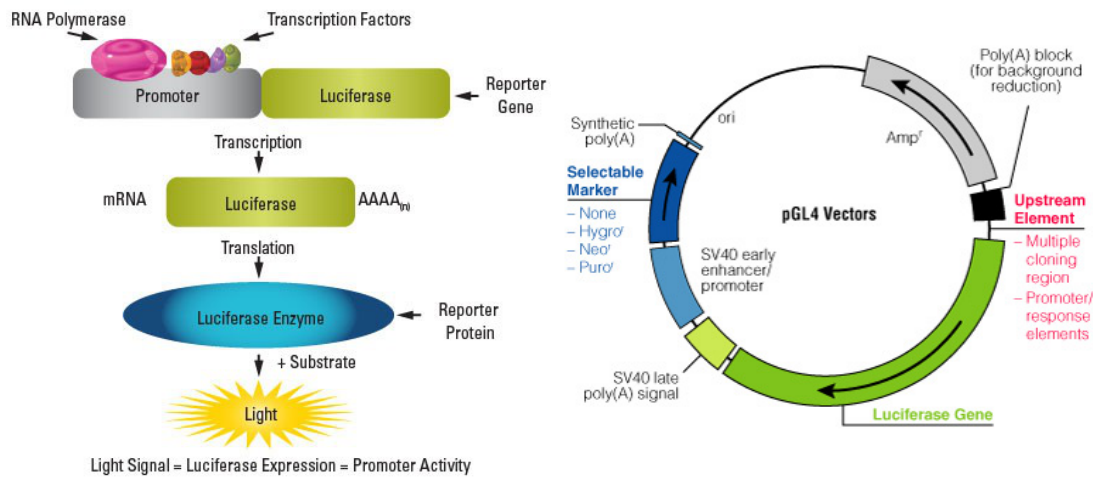 RNA Polymerase
Transcription Factors
Promoter
Luciferase
Reporter
Gene
Transcription
mRNA
Luciferase
AAAA(n)
Translation
Luciferase Enzyme
Reporter
Protein
+ Substrate
Light
Light Signal = Luciferase Expression = Promoter Activity
Poly(A) block
(for background
reduction)
Synthetic
poly(A)
ori
Ampr
Selectable
Marker
– None
– Hygror
– Neor
– Puror
pGL4 Vectors
Upstream
Element
– Multiple
cloning
region
– Promoter/
response
elements
SV40 early
enhancer/
promoter
SV40 late
poly(A) signal
Luciferase Gene